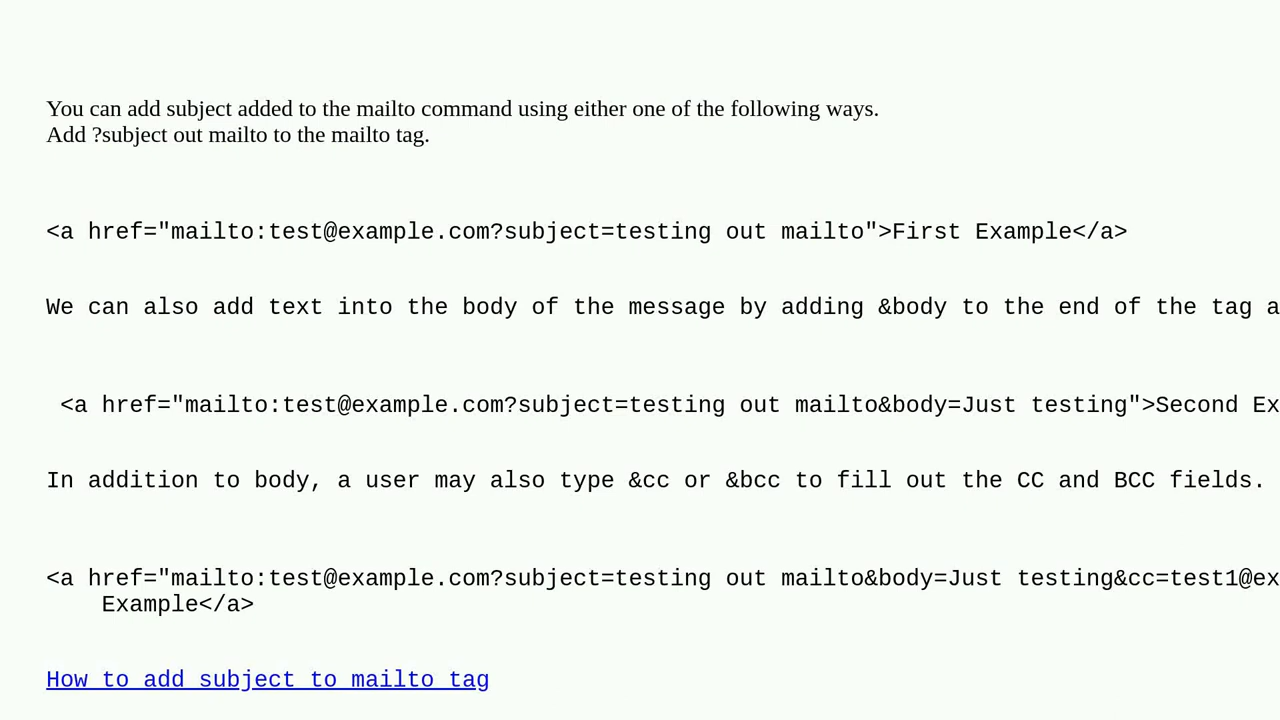 You can add subject added to the mailto command using either one of the following ways.
Add ?subject out mailto to the mailto tag.
<a href="mailto:test@example.com?subject=testing out mailto">First Example</a>
We can also add text into the body of the message by adding &body to the end of the tag a
<a href="mailto:test@example.com?subject=testing out mailto&body=Just testing">Second Ex
In addition to body, a user may also type &cc or &bcc to fill out the CC and BCC fields.
<a href="mailto:test@example.com?subject=testing out mailto&body=Just testing&cc=test1@ex
Example</a>
How to add subject to mailto tag